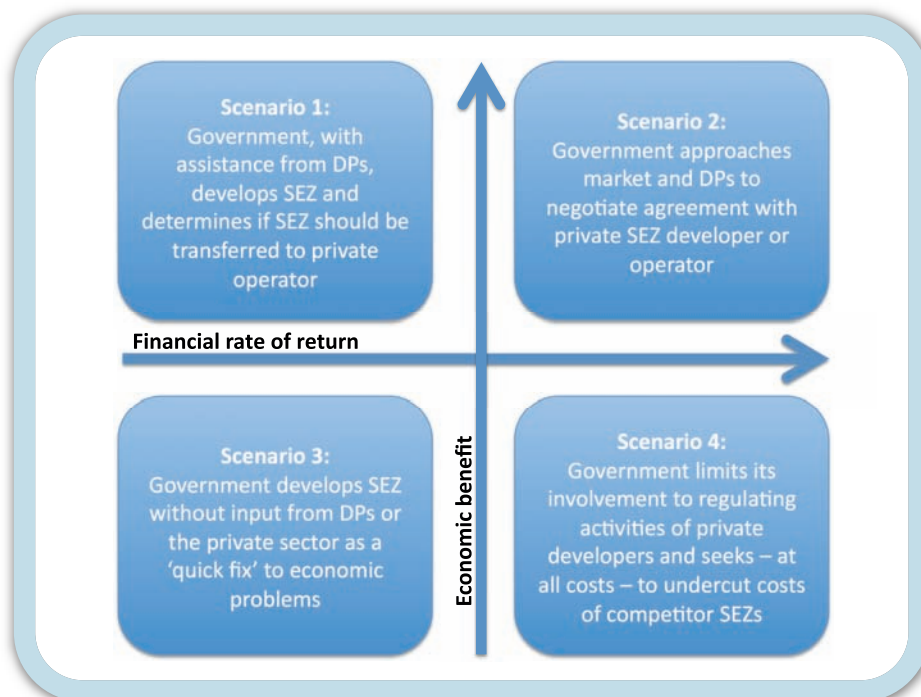 Scenario 1:
Government, with
assistance from DPs,
develops SEZ and
determines if SEZ should be
transferred to private
operator
Scenario 2:
Government approaches
market and DPs to
negotiate agreement with
private SEZ developer or
operator
Financial rate of return
Economic benefit
Scenario 3:
Government develops SEZ
without input from DPs or
the private sector as a
‘quick fix’ to economic
problems
Scenario 4:
Government limits its
involvement to regulating
activities of private
developers and seeks – at
all costs – to undercut costs
of competitor SEZs